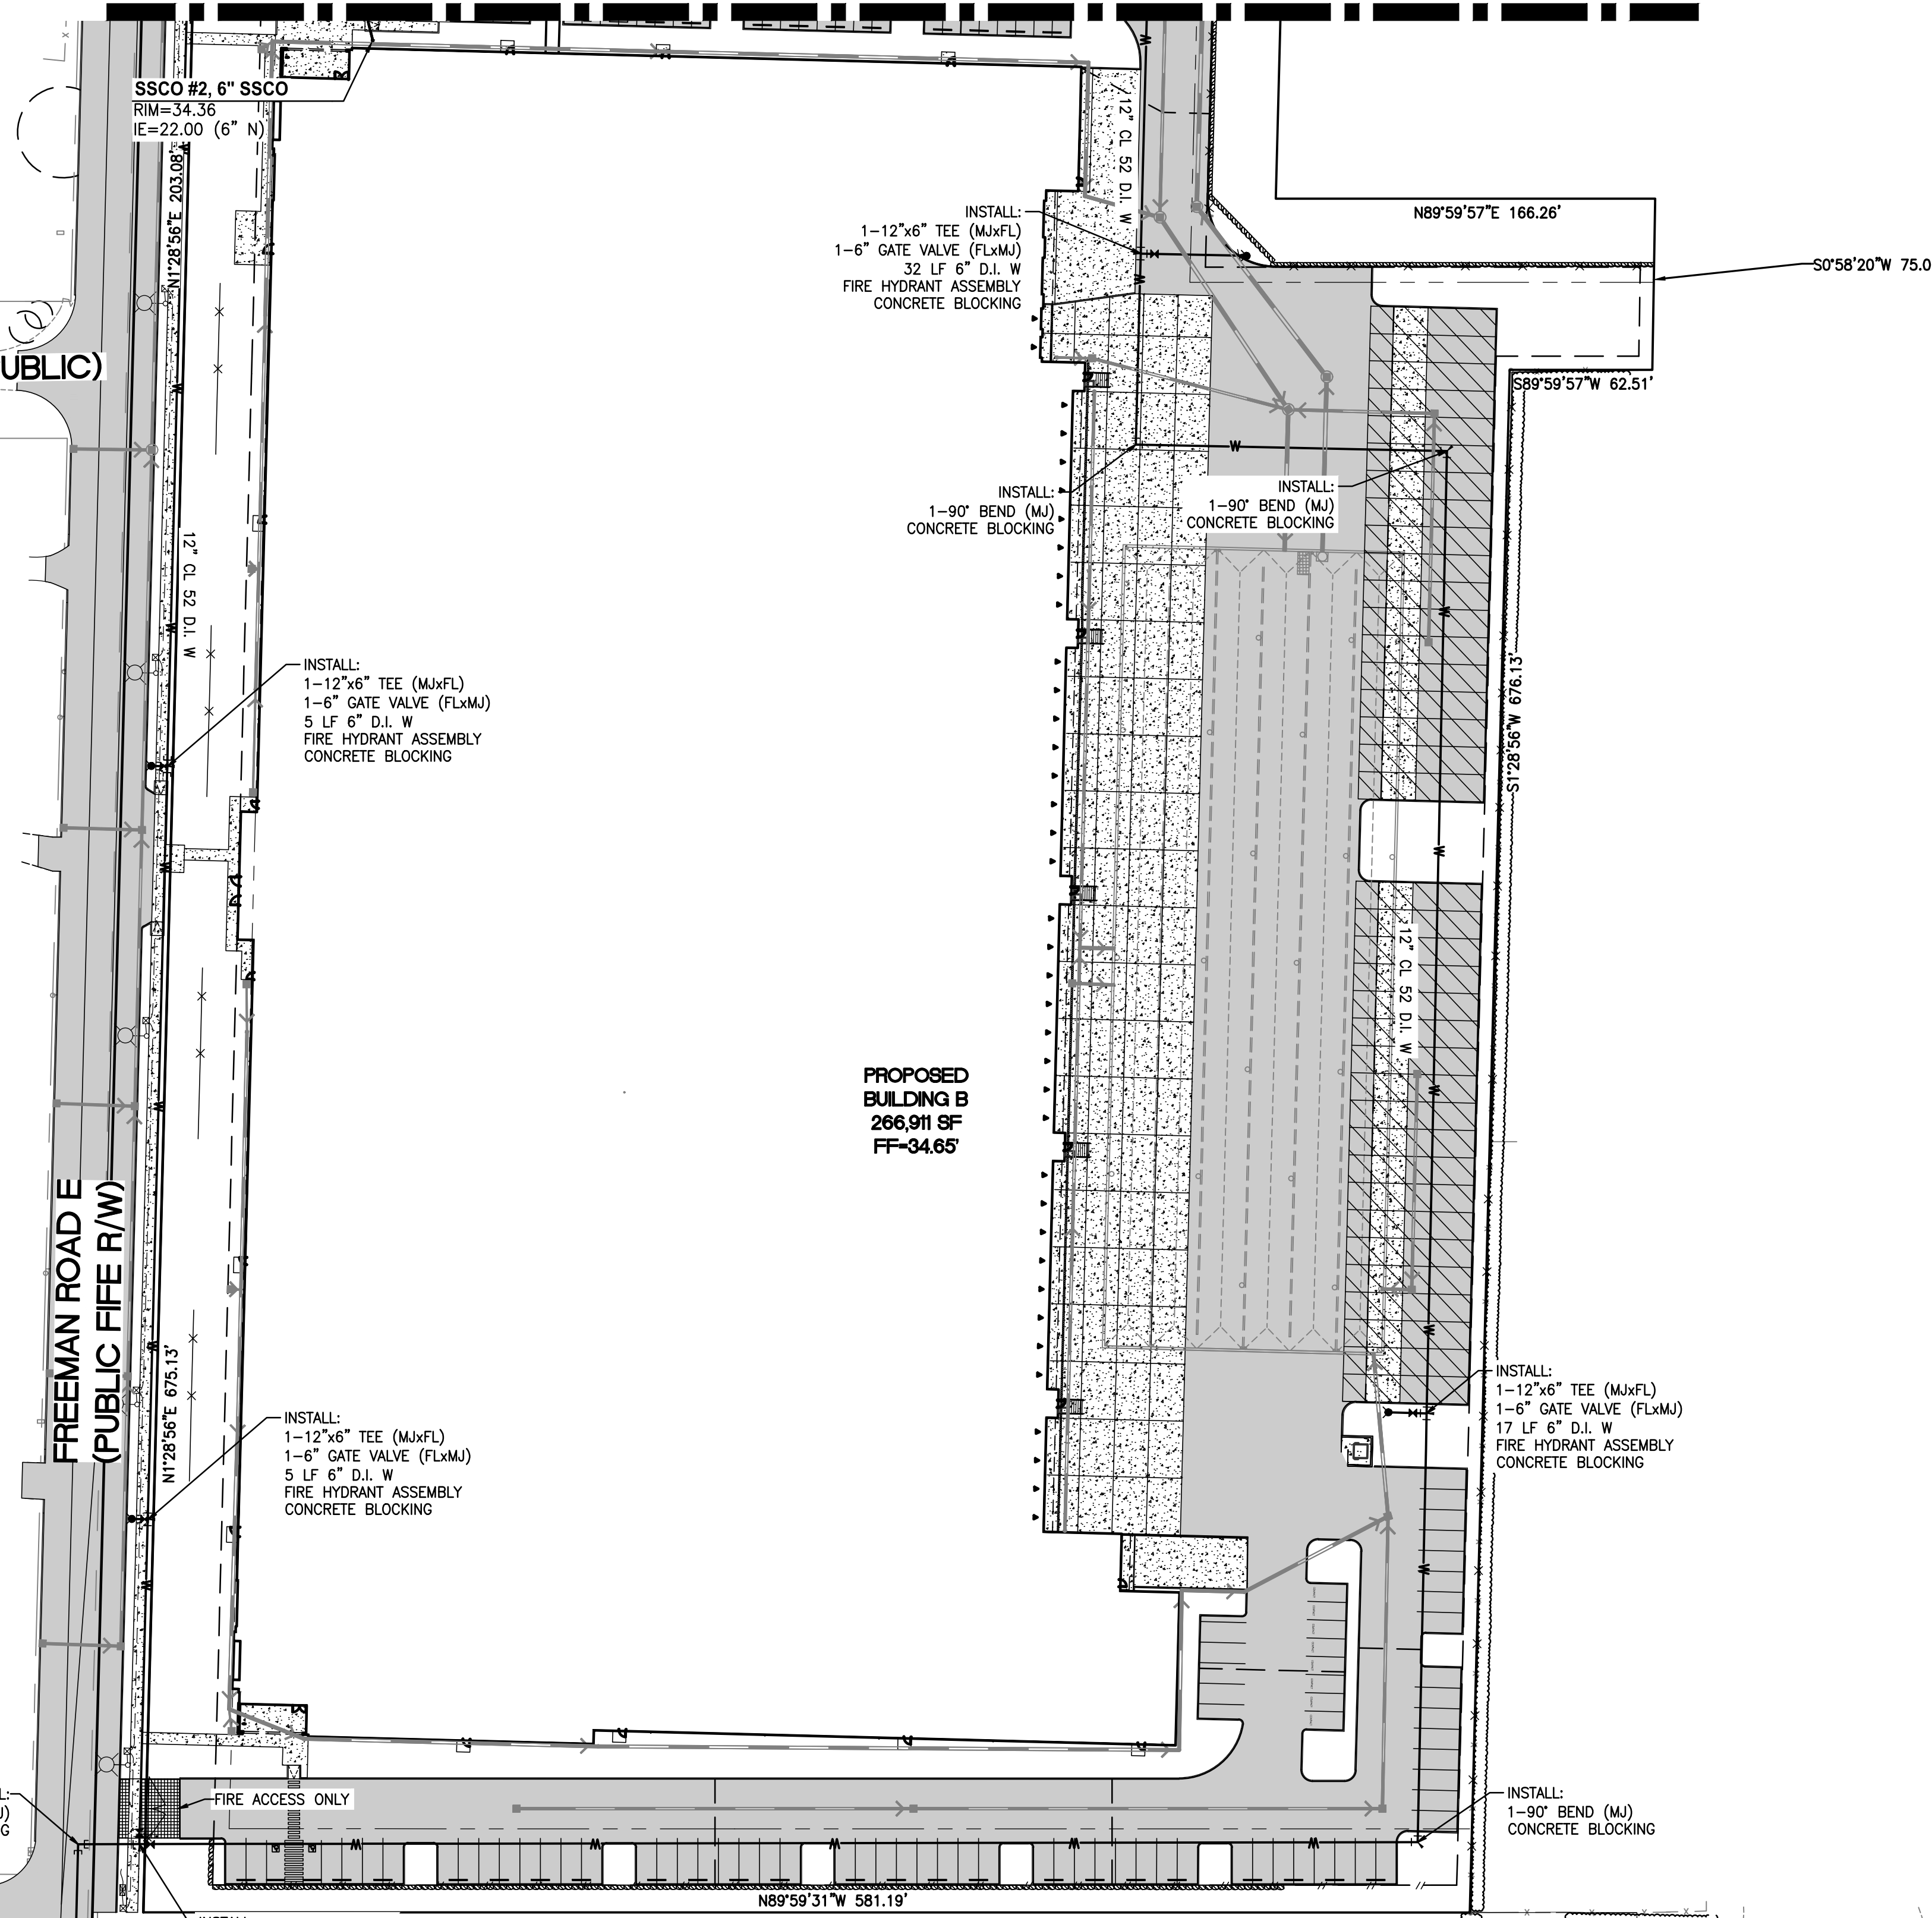 SSCO #2, 6" SSCO
RIM=34.36
IE=22.00 (6" N)
N1°28'56"E 203.08'
12" CL 52 D.I. W
N89°59'57"E 166.26'
INSTALL:
1-12"x6" TEE (MJxFL)
1-6" GATE VALVE (FLxMJ)
32 LF 6" D.I. W
FIRE HYDRANT ASSEMBLY
CONCRETE BLOCKING
S0°58'20"W 75.0
UBLIC)
S89°59'57"W 62.51'
INSTALL:
1-90° BEND (MJ)
CONCRETE BLOCKING
INSTALL:
1-90° BEND (MJ)
CONCRETE BLOCKING
12" CL 52 D.I. W
INSTALL:
1-12"x6" TEE (MJxFL)
1-6" GATE VALVE (FLxMJ)
5 LF 6" D.I. W
FIRE HYDRANT ASSEMBLY
CONCRETE BLOCKING
S1°28'56"W 676.13'
12" CL 52 D.I. W
PROPOSED
BUILDING B
266,911 SF
FF=34.65'
FREEMAN ROAD E
(PUBLIC FIFE R/W)
N1°28'56"E 675.13'
INSTALL:
1-12"x6" TEE (MJxFL)
1-6" GATE VALVE (FLxMJ)
17 LF 6" D.I. W
FIRE HYDRANT ASSEMBLY
CONCRETE BLOCKING
INSTALL:
1-12"x6" TEE (MJxFL)
1-6" GATE VALVE (FLxMJ)
5 LF 6" D.I. W
FIRE HYDRANT ASSEMBLY
CONCRETE BLOCKING
FIRE ACCESS ONLY
L:
J)
G
INSTALL:
1-90° BEND (MJ)
CONCRETE BLOCKING
N89°59'31"W 581.19'